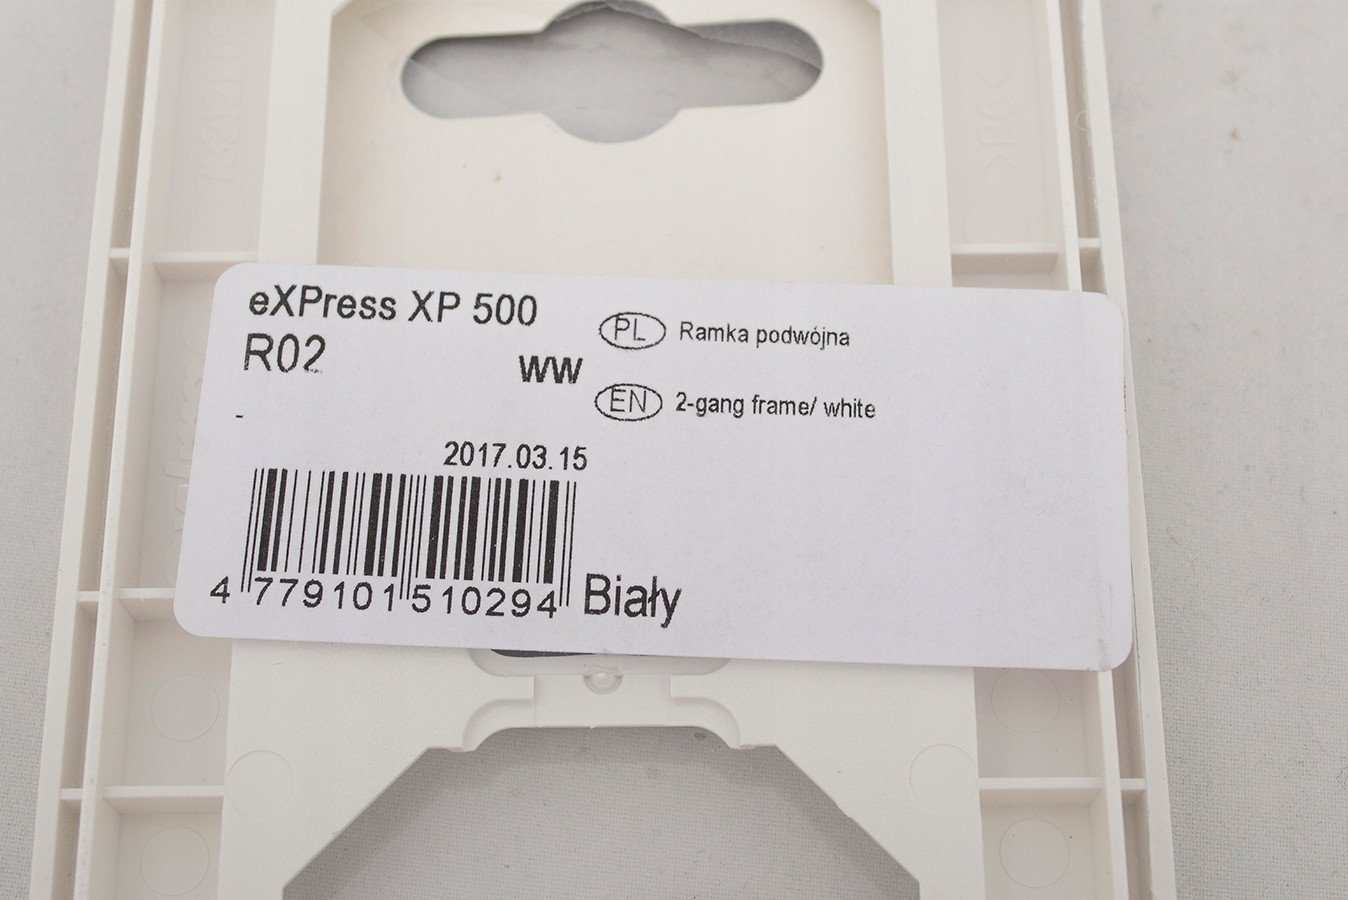 eXPress XP 500
R02
WW
-
2017.03.15
4 779101 510294
Biały
PL Ramka podwójna
EN 2-gang frame/ white
>PC<